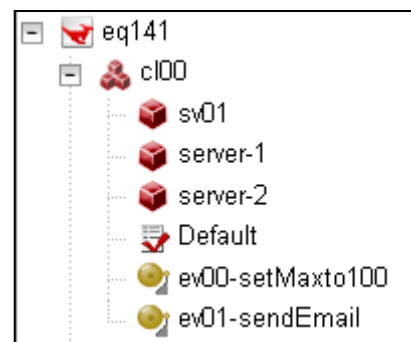 eq141
cl00
sv01
server-1
server-2
Default
ev00-setMaxto100
ev01-sendEmail